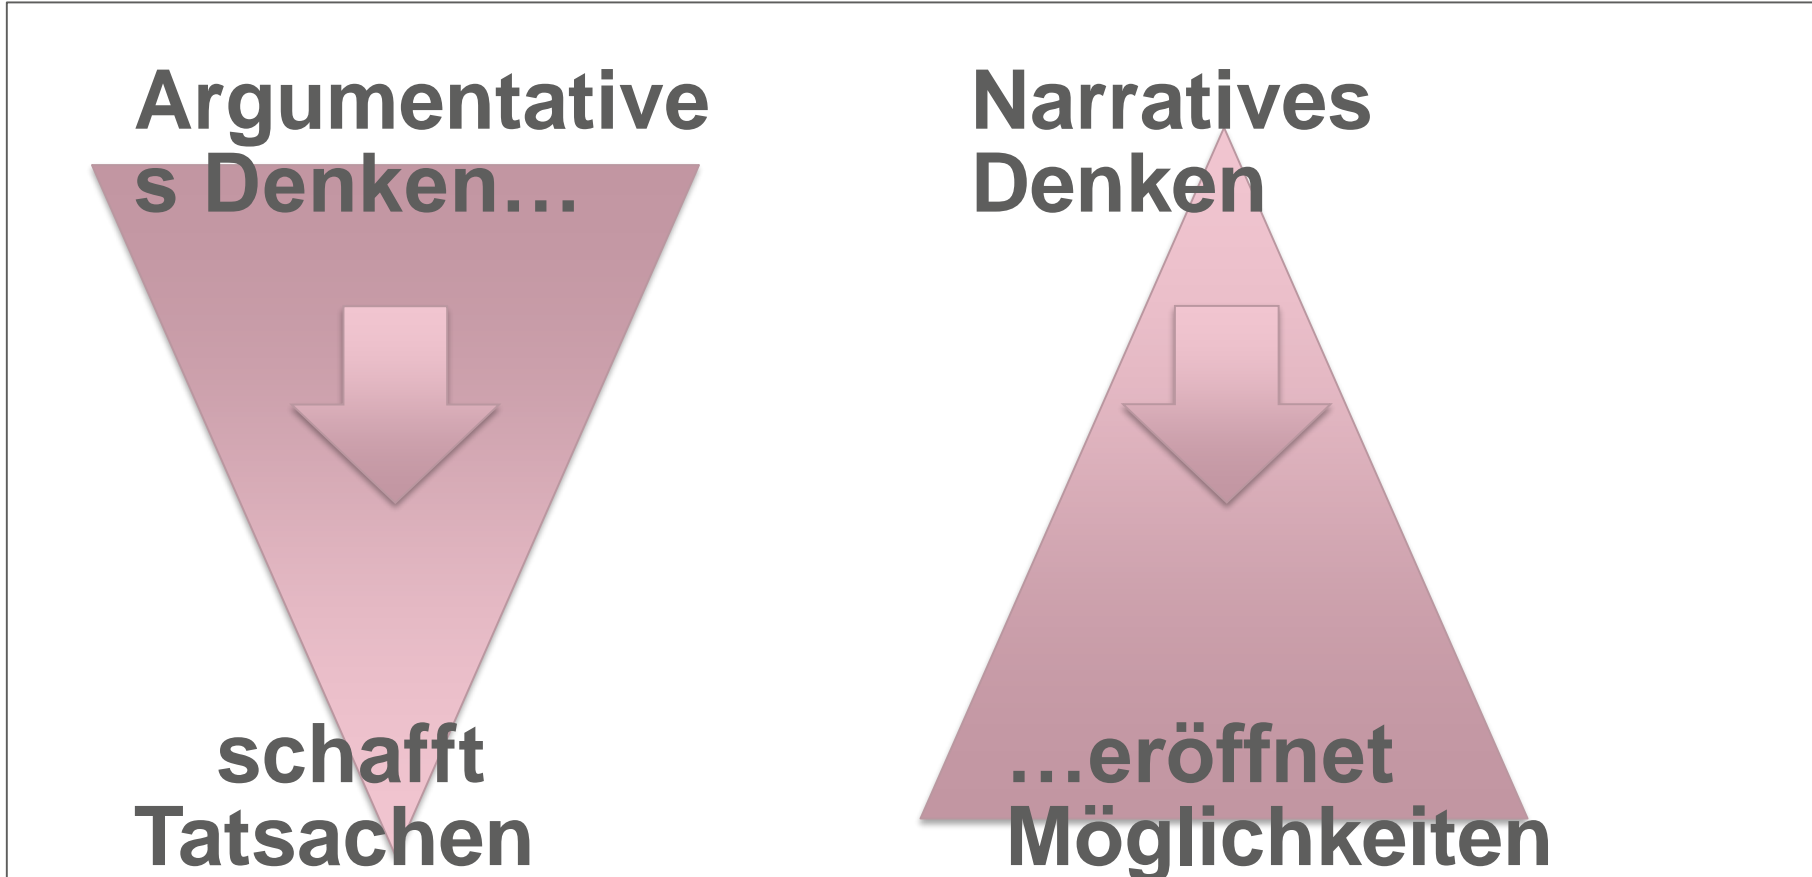 Argumentative
s Denken…
schafft
Tatsachen
Narratives
Denken
…eröffnet
Möglichkeiten